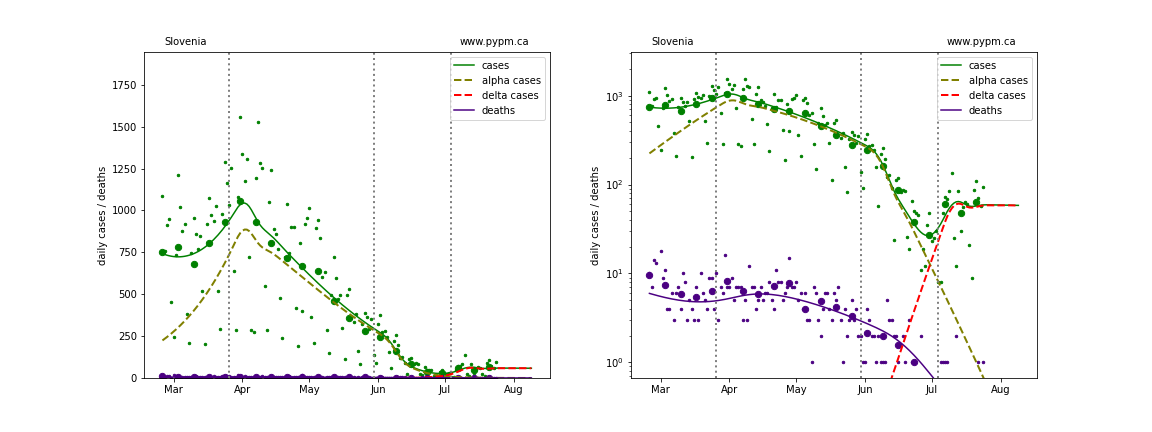 Slovenia www.pypm.ca
cases
alpha cases
delta cases
deaths
daily cases / deaths
1750
1500
1250
1000
750
500
250
0
Mar Apr May Jun Jul Aug
Slovenia www.pypm.ca
cases
alpha cases
delta cases
deaths
daily cases / deaths
10³
10²
10¹
10⁰
Mar Apr May Jun Jul Aug